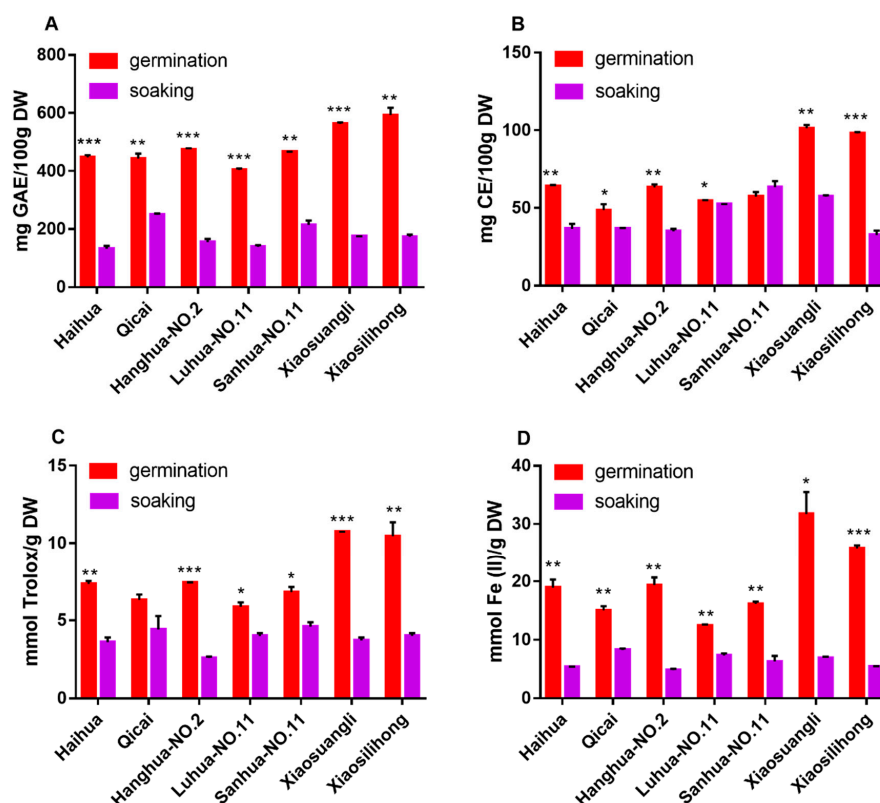 A
800
600
400
200
0
mg GAE/100g DW
germination
soaking
*** ** *** *** ** *** **
Haihua
Qicai
Hanghua-NO.2
Luhua-NO.11
Sanhua-NO.11
Xiaosuangli
Xiaosilihong
B
150
100
50
0
mg CE/100g DW
germination
soaking
** * ** * ** ***
Haihua
Qicai
Hanghua-NO.2
Luhua-NO.11
Sanhua-NO.11
Xiaosuangli
Xiaosilihong
C
15
10
5
0
mmol Trolox/g DW
germination
soaking
** *** * * *** **
Haihua
Qicai
Hanghua-NO.2
Luhua-NO.11
Sanhua-NO.11
Xiaosuangli
Xiaosilihong
D
40
30
20
10
0
mmol Fe (II)/g DW
germination
soaking
** ** ** ** ** * ***
Haihua
Qicai
Hanghua-NO.2
Luhua-NO.11
Sanhua-NO.11
Xiaosuangli
Xiaosilihong